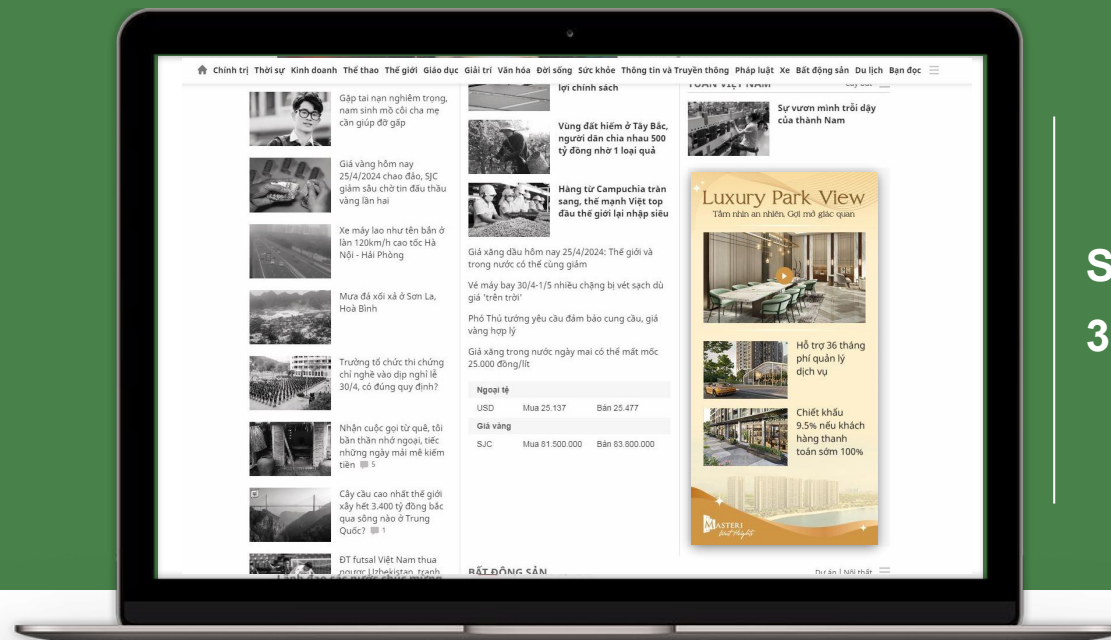 Chính trị Thời sự Kinh doanh Thể thao Thế giới Giáo dục Giải trí Văn hóa Đời sống Sức khỏe Thông tin và Truyền thông Pháp luật Xe Bất động sản Du lịch Bạn đọc
Gặp tai nạn nghiêm trọng,
nam sinh mồ côi cha mẹ
cần giúp đỡ gấp
Giá vàng hôm nay
25/4/2024 chao đảo, SJC
giảm sâu chờ tin đấu thầu
vàng lần hai
Xe máy lao như tên bắn ở
làn 120km/h cao tốc Hà
Nội - Hải Phòng
Mưa đá xối xả ở Sơn La,
Hoà Bình
Trường tổ chức thi chứng
chỉ nghề vào dịp nghỉ lễ
30/4, có đúng quy định?
Nhận cuộc gọi từ quê, tôi
bần thần nhớ ngoại, tiếc
những ngày mải mê kiếm
tiền 5
Cây cầu cao nhất thế giới
xây hết 3.400 tỷ đồng bắc
qua sông nào ở Trung
Quốc? 1
ĐT futsal Việt Nam thua
ngược Uzbekistan, tranh
Lãnh đạo các nước chúc mừng
lợi chính sách
Vùng đất hiếm ở Tây Bắc,
người dân chia nhau 500
tỷ đồng nhờ 1 loại quả
Hàng từ Campuchia tràn
sang, thế mạnh Việt top
đầu thế giới lại nhập siêu
Giá xăng dầu hôm nay 25/4/2024: Thế giới và
trong nước có thể cùng giảm
Vé máy bay 30/4-1/5 nhiều chặng bị vét sạch dù
giá 'trên trời'
Phó Thủ tướng yêu cầu đảm bảo cung cầu, giá
vàng hợp lý
Giá xăng trong nước ngày mai có thể mất mốc
25.000 đồng/lít
Ngoại tệ
USD Mua 25.137 Bán 25.477
Giá vàng
SJC Mua 81.500.000 Bán 83.800.000
BẤT ĐỘNG SẢN
TOÀN VIỆT NAM
Sự vươn mình trỗi dậy
của thành Nam
Luxury Park View
Tầm nhìn an nhiên, Gợi mở giác quan
Hỗ trợ 36 tháng
phí quản lý
dịch vụ
Chiết khấu
9.5% nếu khách
hàng thanh
toán sớm 100%
MASTERI
West Heights
Dự án | Nội thất
S
3